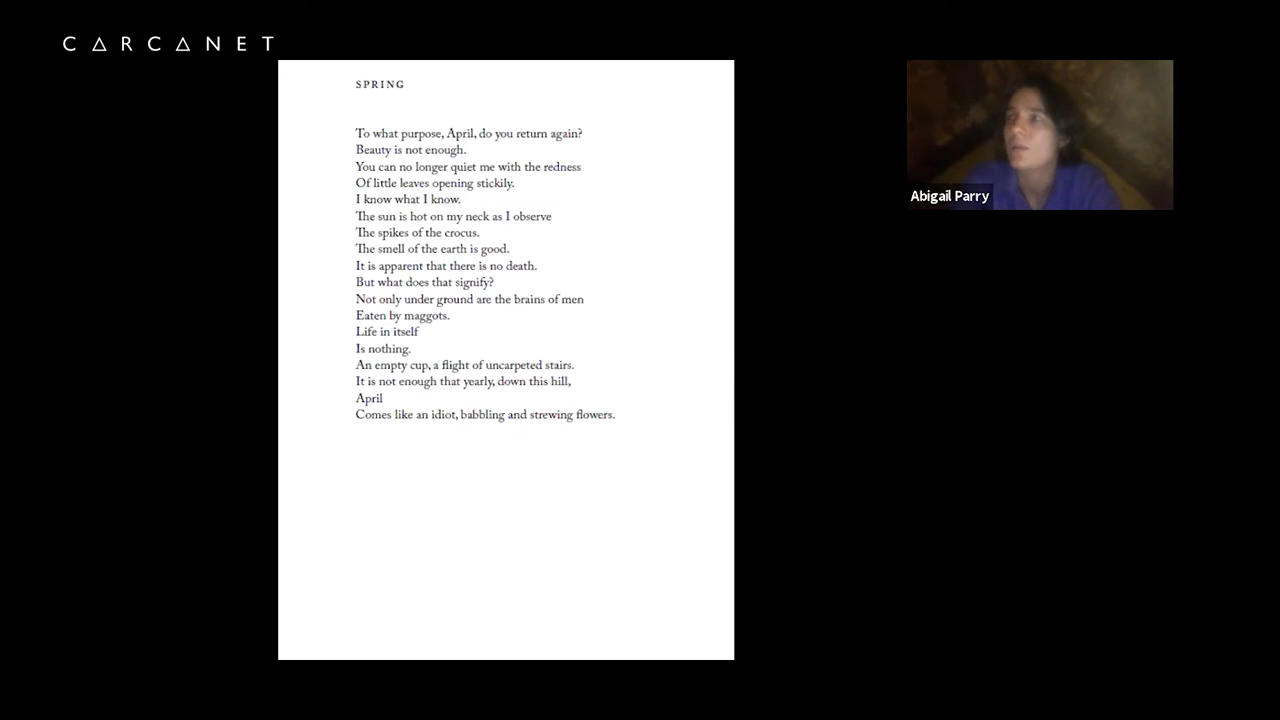 CARCANET
SPRING
To what purpose, April, do you return again?
Beauty is not enough.
You can no longer quiet me with the redness
Of little leaves opening stickily.
I know what I know.
The sun is hot on my neck as I observe
The spikes of the crocus.
The smell of the earth is good.
It is apparent that there is no death.
But what does that signify?
Not only under ground are the brains of men
Eaten by maggots.
Life in itself
Is nothing.
An empty cup, a flight of uncarpeted stairs.
It is not enough that yearly, down this hill,
April
Comes like an idiot, babbling and strewing flowers.
Abigail Parry